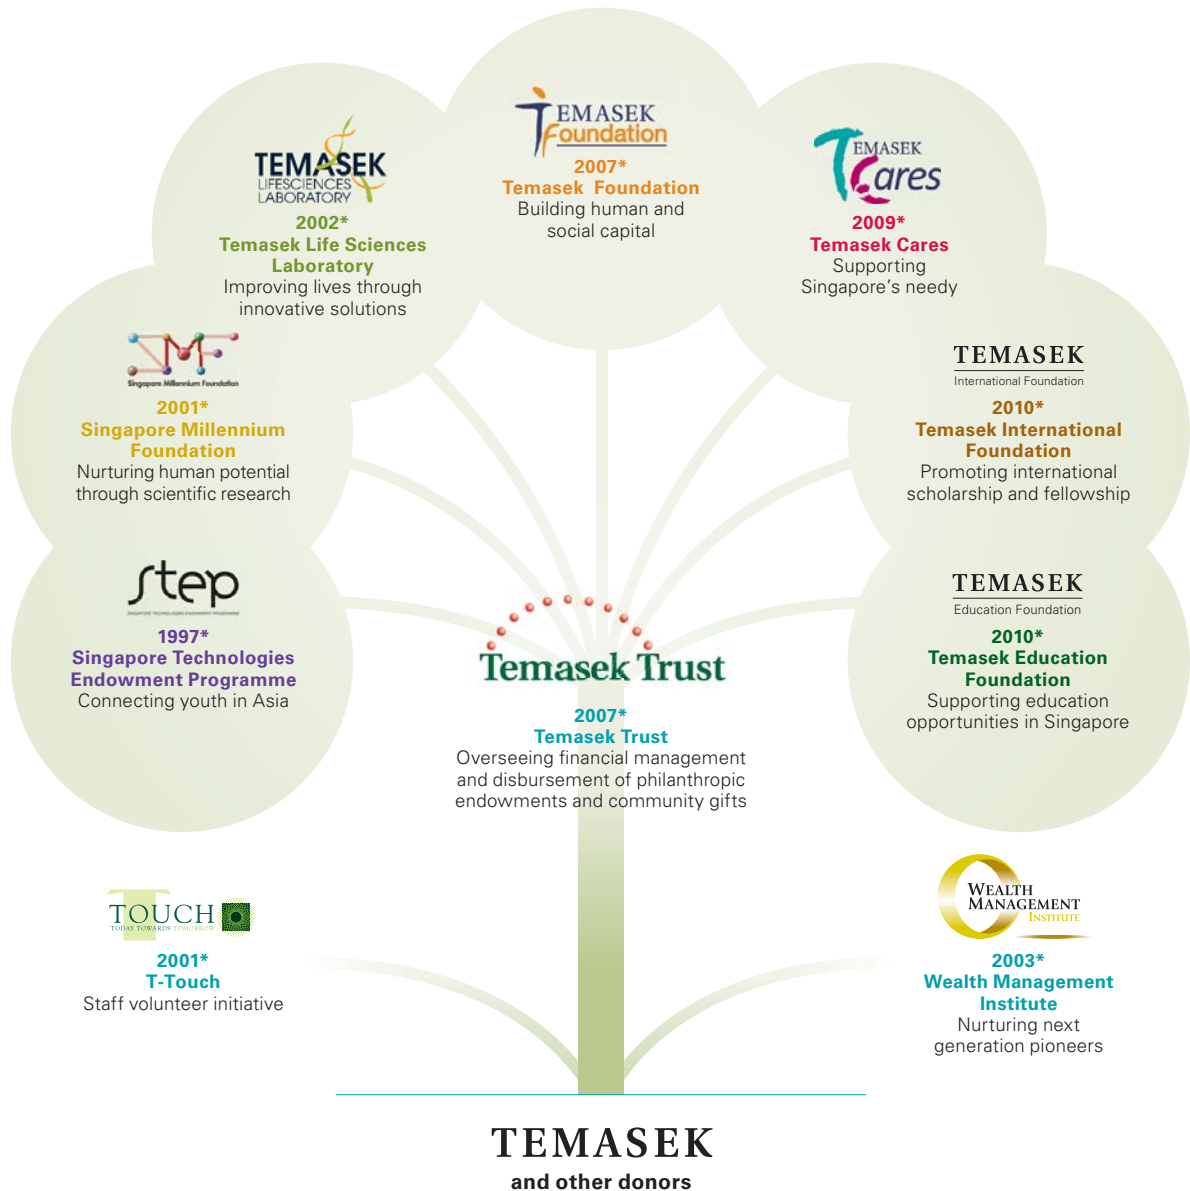 TEMASEK
Foundation
2007*
Temasek Foundation
Building human and
social capital
TEMASEK
LIFESCIENCES
LABORATORY
2002*
Temasek Life Sciences
Laboratory
Improving lives through
innovative solutions
TEMASEK
Cares
2009*
Temasek Cares
Supporting
Singapore's needy
SMF
Singapore Millennium Foundation
2001*
Singapore Millennium
Foundation
Nurturing human potential
through scientific research
TEMASEK
International Foundation
2010*
Temasek International
Foundation
Promoting international
scholarship and fellowship
step
SINGAPORE TECHNOLOGIES ENDOWMENT PROGRAMME
1997*
Singapore Technologies
Endowment Programme
Connecting youth in Asia
Temasek Trust
2007*
Temasek Trust
Overseeing financial management
and disbursement of philanthropic
endowments and community gifts
TEMASEK
Education Foundation
2010*
Temasek Education
Foundation
Supporting education
opportunities in Singapore
T
TOUCH
TODAY TOWARDS TOMORROW
2001*
T-Touch
Staff volunteer initiative
WEALTH
MANAGEMENT
INSTITUTE
2003*
Wealth Management
Institute
Nurturing next
generation pioneers
TEMASEK
and other donors